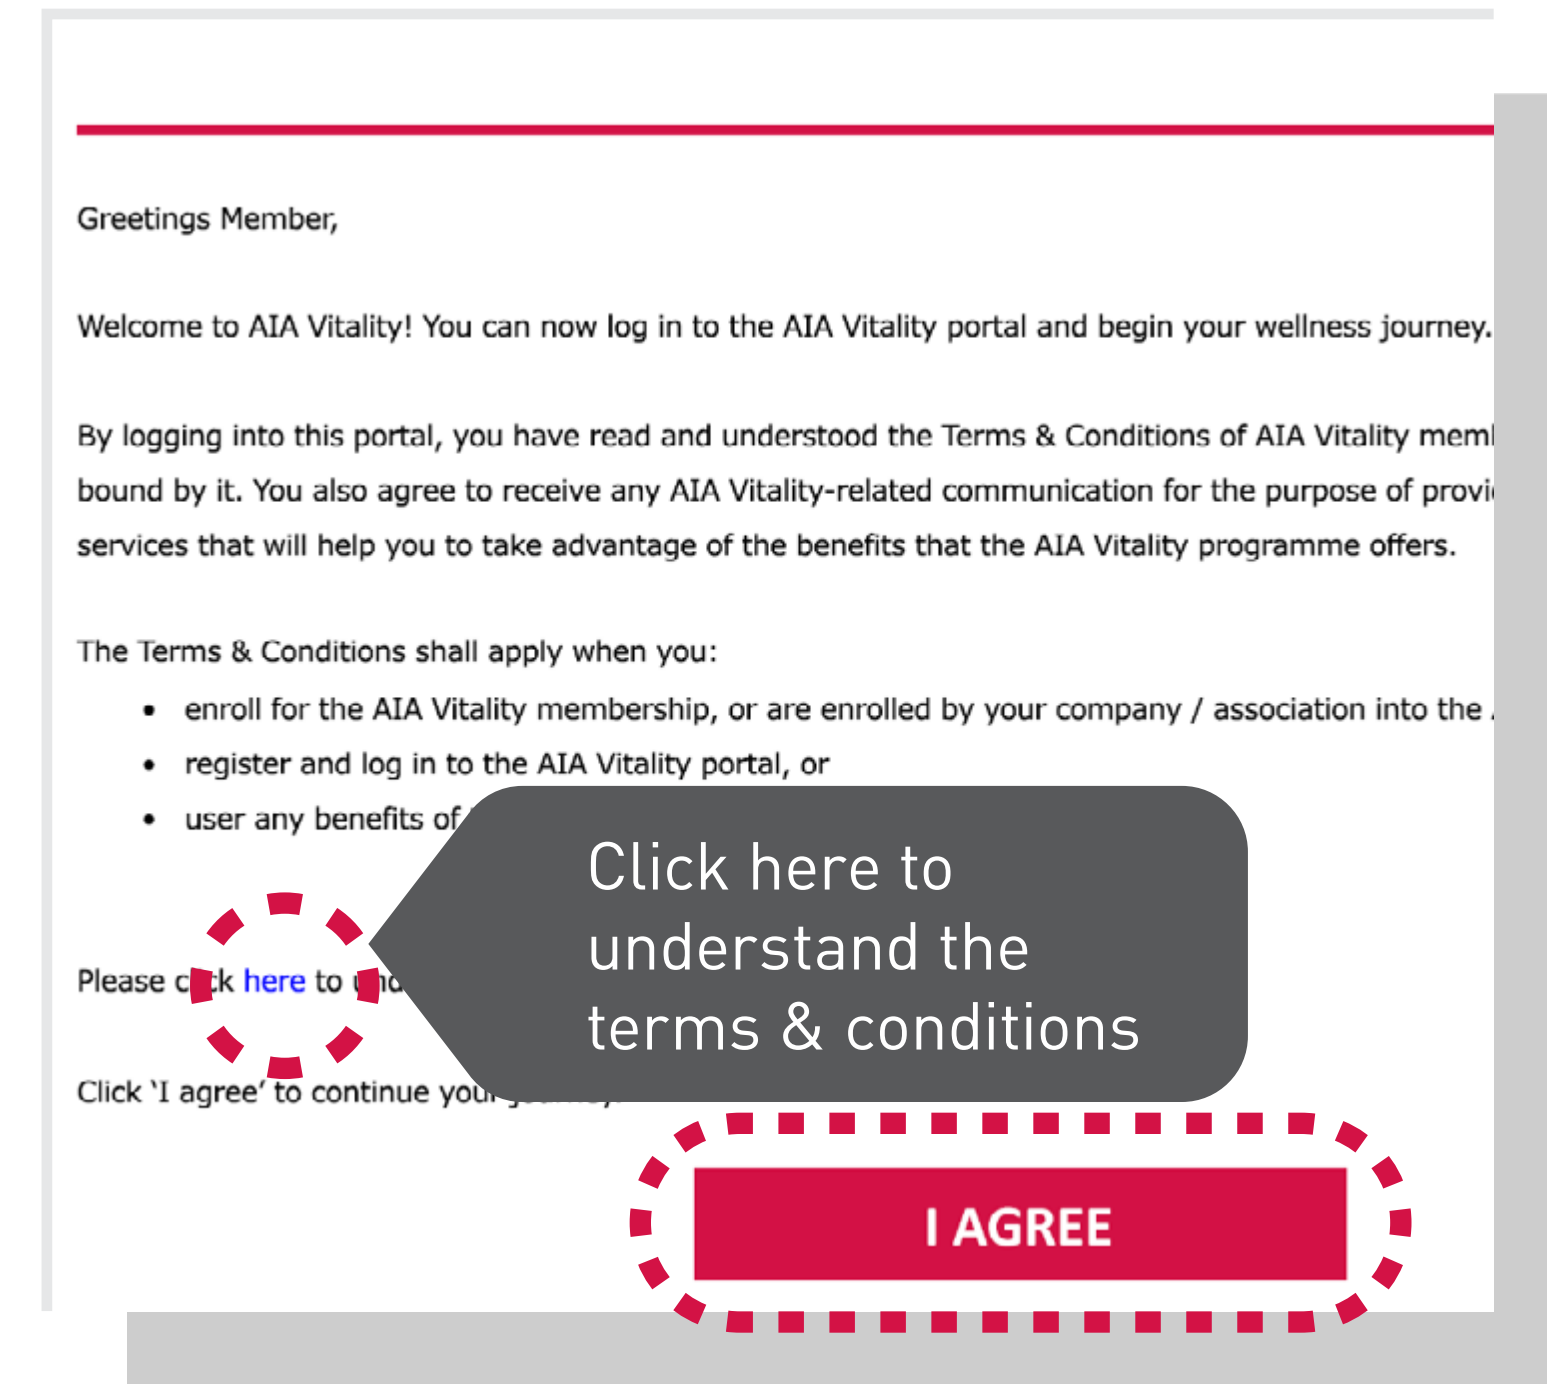 Greetings Member,
Welcome to AIA Vitality! You can now log in to the AIA Vitality portal and begin your wellness journey.
By logging into this portal, you have read and understood the Terms & Conditions of AIA Vitality
bound by it. You also agree to receive any AIA Vitality-related communication for the purpose of
services that will help you to take advantage of the benefits that the AIA Vitality programme offers.
The Terms & Conditions shall apply when you:
• enroll for the AIA Vitality membership, or are enrolled by your company / association into the
• register and log in to the AIA Vitality portal, or
• user any benefits of
Click here to
understand the
terms & conditions
Please click here to
Click ‘I agree’ to continue your journey.
I AGREE